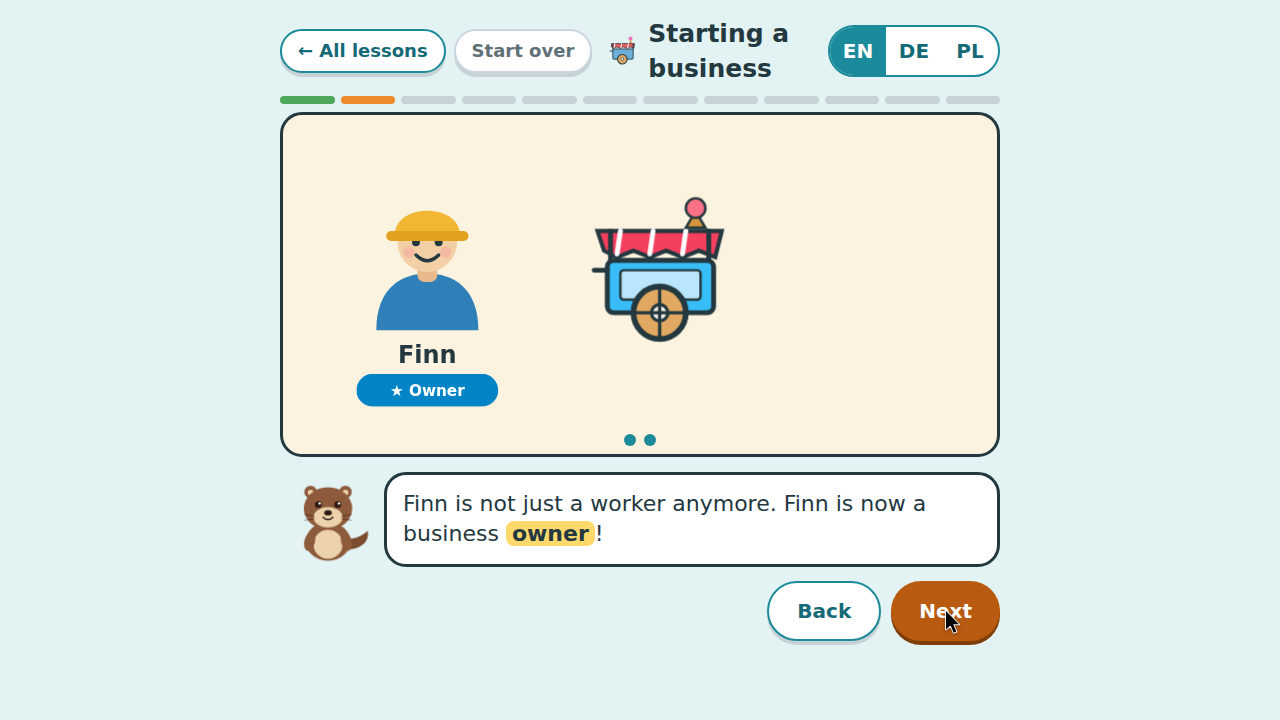 ← All lessons
Start over
Starting a
business
EN DE PL
Finn
★ Owner
Finn is not just a worker anymore. Finn is now a
business owner!
Back
Next